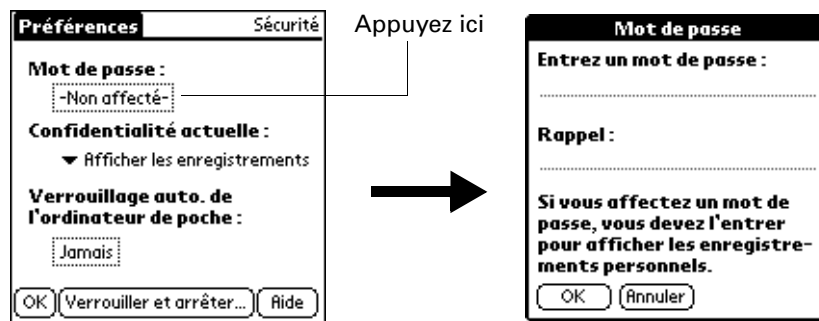 Préférences Sécurité
Mot de passe :
-Non affecté-
Confidentialité actuelle :
Afficher les enregistrements
Verrouillage auto. de
l'ordinateur de poche :
Jamais
OK Verrouiller et arrêter... Aide
Appuyez ici
Mot de passe
Entrez un mot de passe :
Rappel :
Si vous affectez un mot de
passe, vous devez l'entrer
pour afficher les enregistre-
ments personnels.
OK Annuler